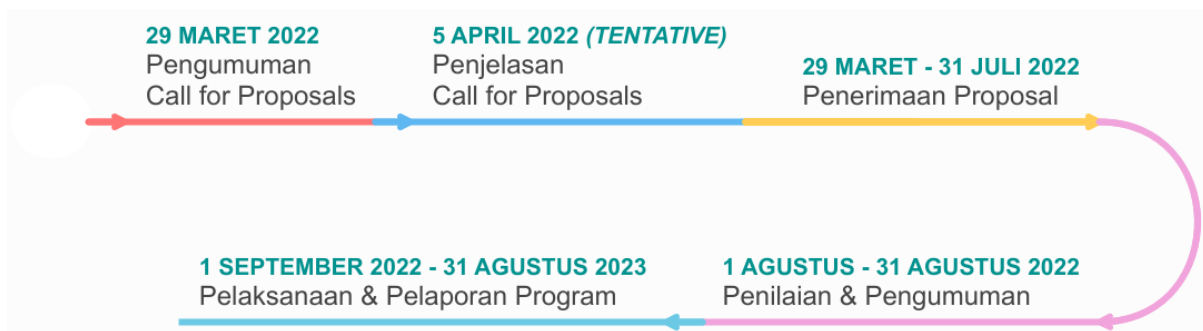 29 MARET 2022
Pengumuman
Call for Proposals
5 APRIL 2022 (TENTATIVE)
Penjelasan
Call for Proposals
29 MARET - 31 JULI 2022
Penerimaan Proposal
1 AGUSTUS - 31 AGUSTUS 2022
Penilaian & Pengumuman
1 SEPTEMBER 2022 - 31 AGUSTUS 2023
Pelaksanaan & Pelaporan Program